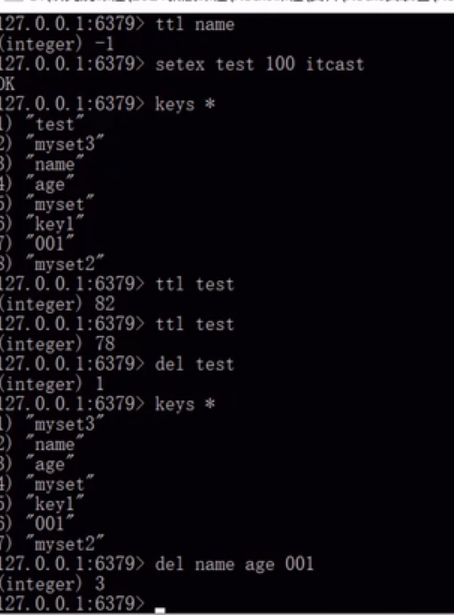 127.0.0.1:6379> ttl name
(integer) -1
127.0.0.1:6379> setex test 100 itcast
OK
127.0.0.1:6379> keys *
1) "test"
2) "myset3"
3) "name"
4) "age"
5) "myset"
6) "key1"
7) "001"
8) "myset2"
127.0.0.1:6379> ttl test
(integer) 82
127.0.0.1:6379> ttl test
(integer) 78
127.0.0.1:6379> del test
(integer) 1
127.0.0.1:6379> keys *
1) "myset3"
2) "name"
3) "age"
4) "myset"
5) "key1"
6) "001"
7) "myset2"
127.0.0.1:6379> del name age 001
(integer) 3
127.0.0.1:6379>